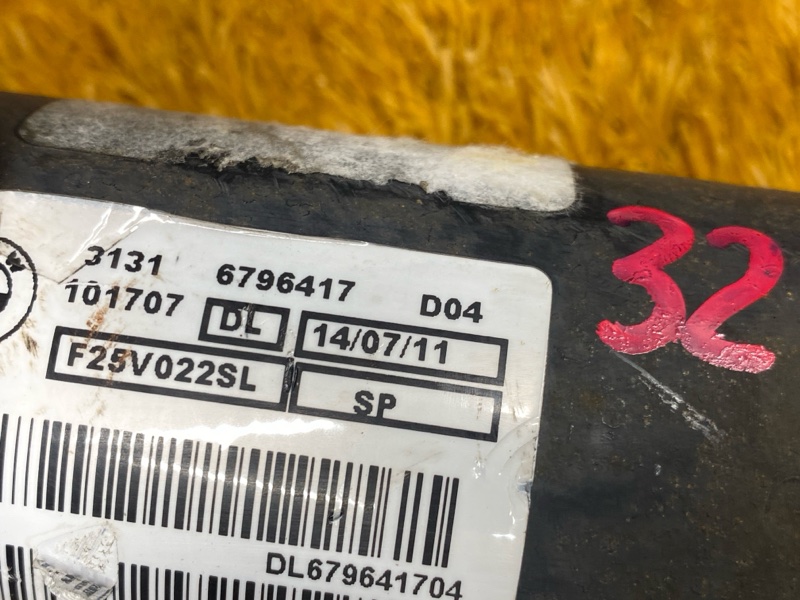 3131 6796417 D04
101707 DL 14/07/11
F25V022SL SP
DL679641704
32